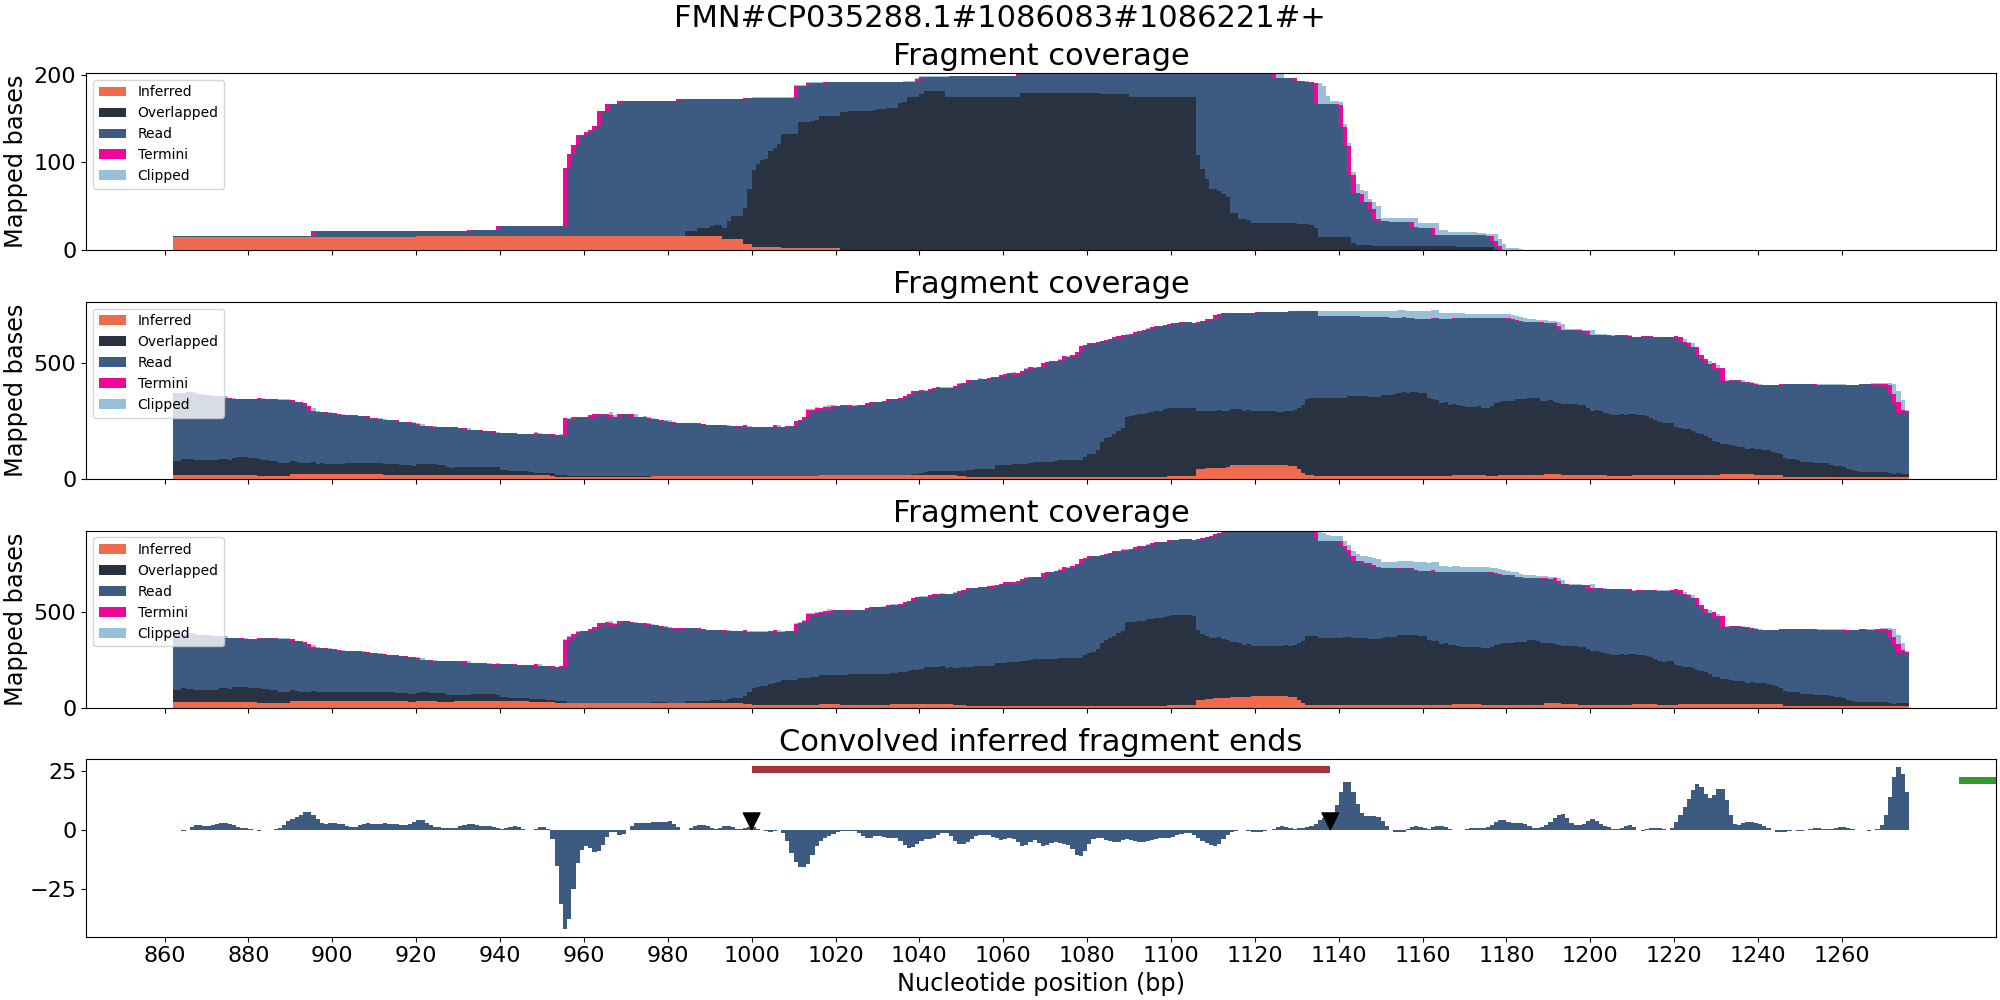 FMN#CP035288.1#1086083#1086221#+
Fragment coverage
Mapped bases
200
100
0
Inferred
Overlapped
Read
Termini
Clipped
Fragment coverage
Mapped bases
500
0
Inferred
Overlapped
Read
Termini
Clipped
Fragment coverage
Mapped bases
500
0
Inferred
Overlapped
Read
Termini
Clipped
Convolved inferred fragment ends
25
0
−25
860 880 900 920 940 960 980 1000 1020 1040 1060 1080 1100 1120 1140 1160 1180 1200 1220 1240 1260
Nucleotide position (bp)